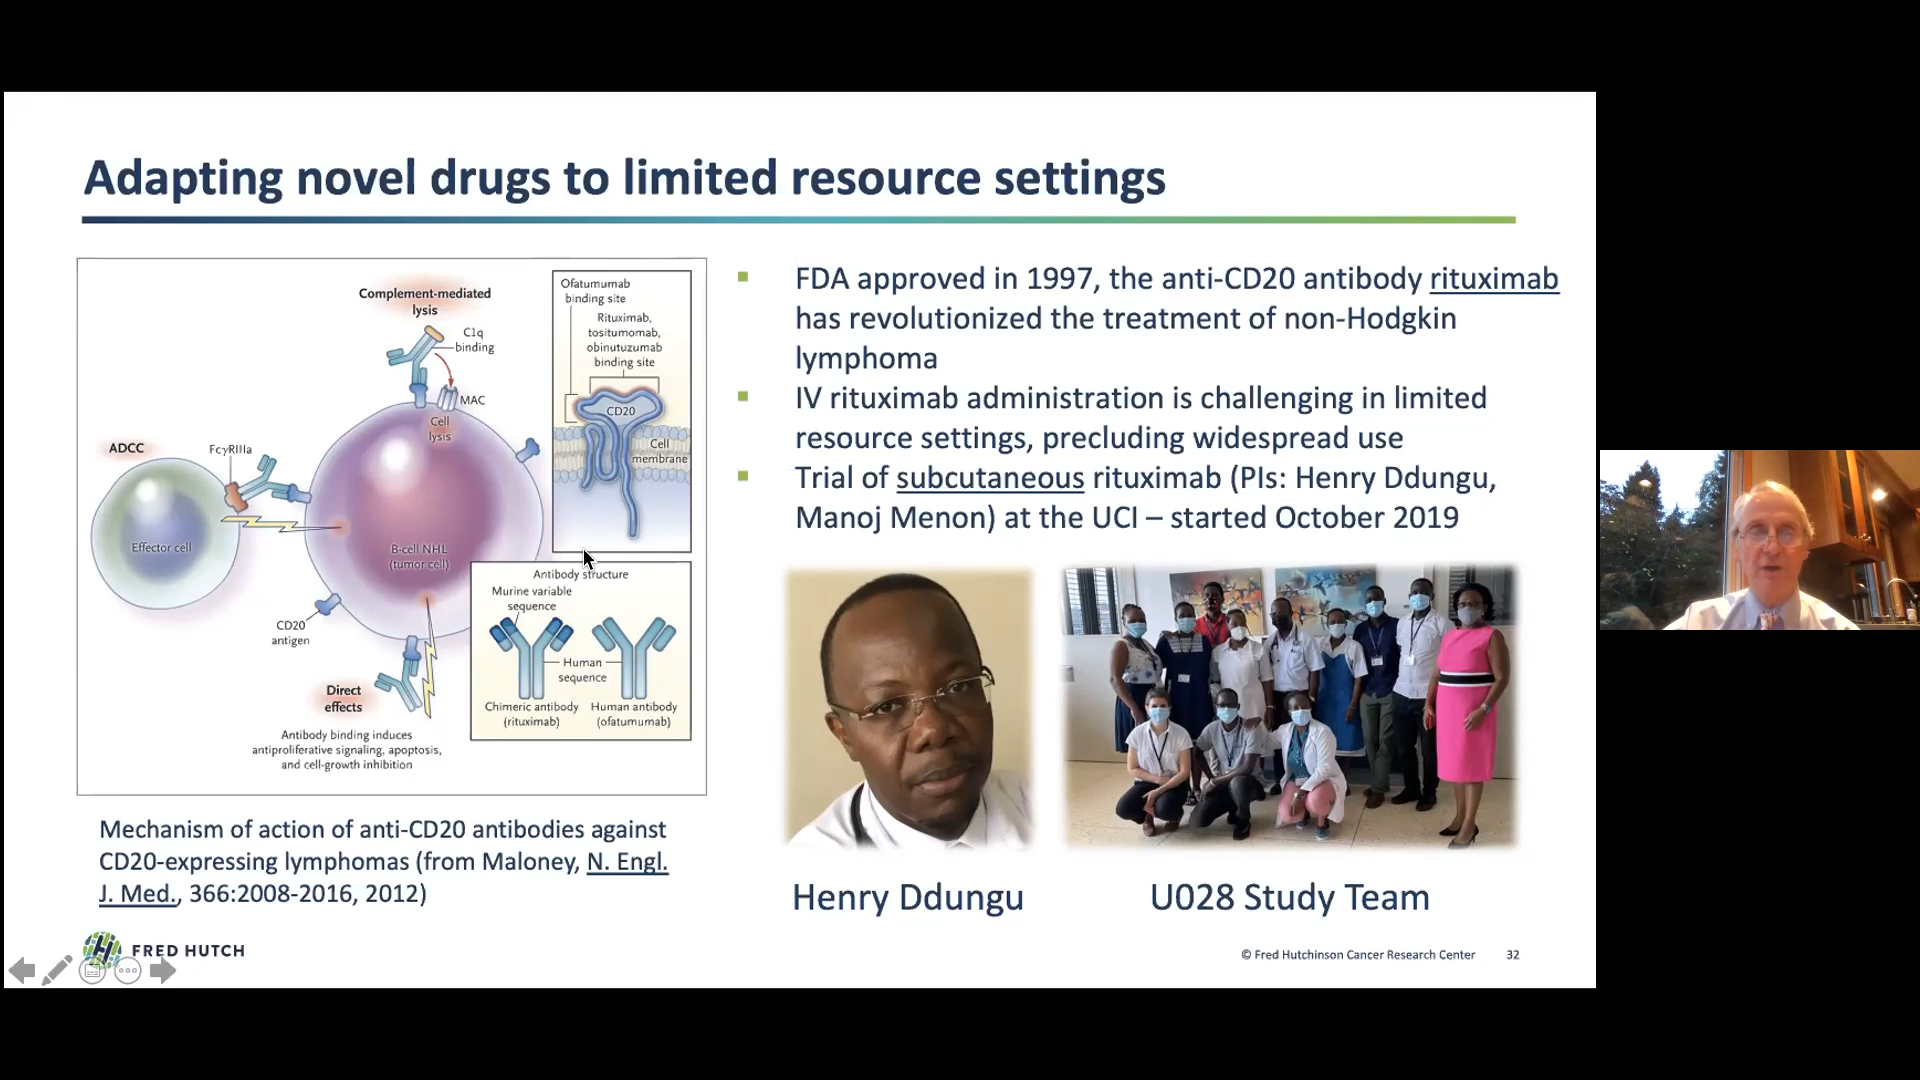 Adapting novel drugs to limited resource settings
Complement-mediated
lysis
C1q
binding
MAC
Cell
lysis
ADCC
FcγRIIIa
Effector cell
B-cell NHL
(tumor cell)
CD20
antigen
Direct
effects
Antibody binding induces
antiproliferative signaling, apoptosis,
and cell-growth inhibition
Ofatumumab
binding site
Rituximab,
tositumomab,
obinutuzumab
binding site
CD20
Cell
membrane
Antibody structure
Murine variable
sequence
Human
sequence
Chimeric antibody
(rituximab)
Human antibody
(ofatumumab)
Mechanism of action of anti-CD20 antibodies against
CD20-expressing lymphomas (from Maloney, N. Engl.
J. Med., 366:2008-2016, 2012)
FDA approved in 1997, the anti-CD20 antibody rituximab
has revolutionized the treatment of non-Hodgkin
lymphoma
IV rituximab administration is challenging in limited
resource settings, precluding widespread use
Trial of subcutaneous rituximab (PIs: Henry Ddungu,
Manoj Menon) at the UCI – started October 2019
Henry Ddungu
U028 Study Team
FRED HUTCH
© Fred Hutchinson Cancer Research Center
32